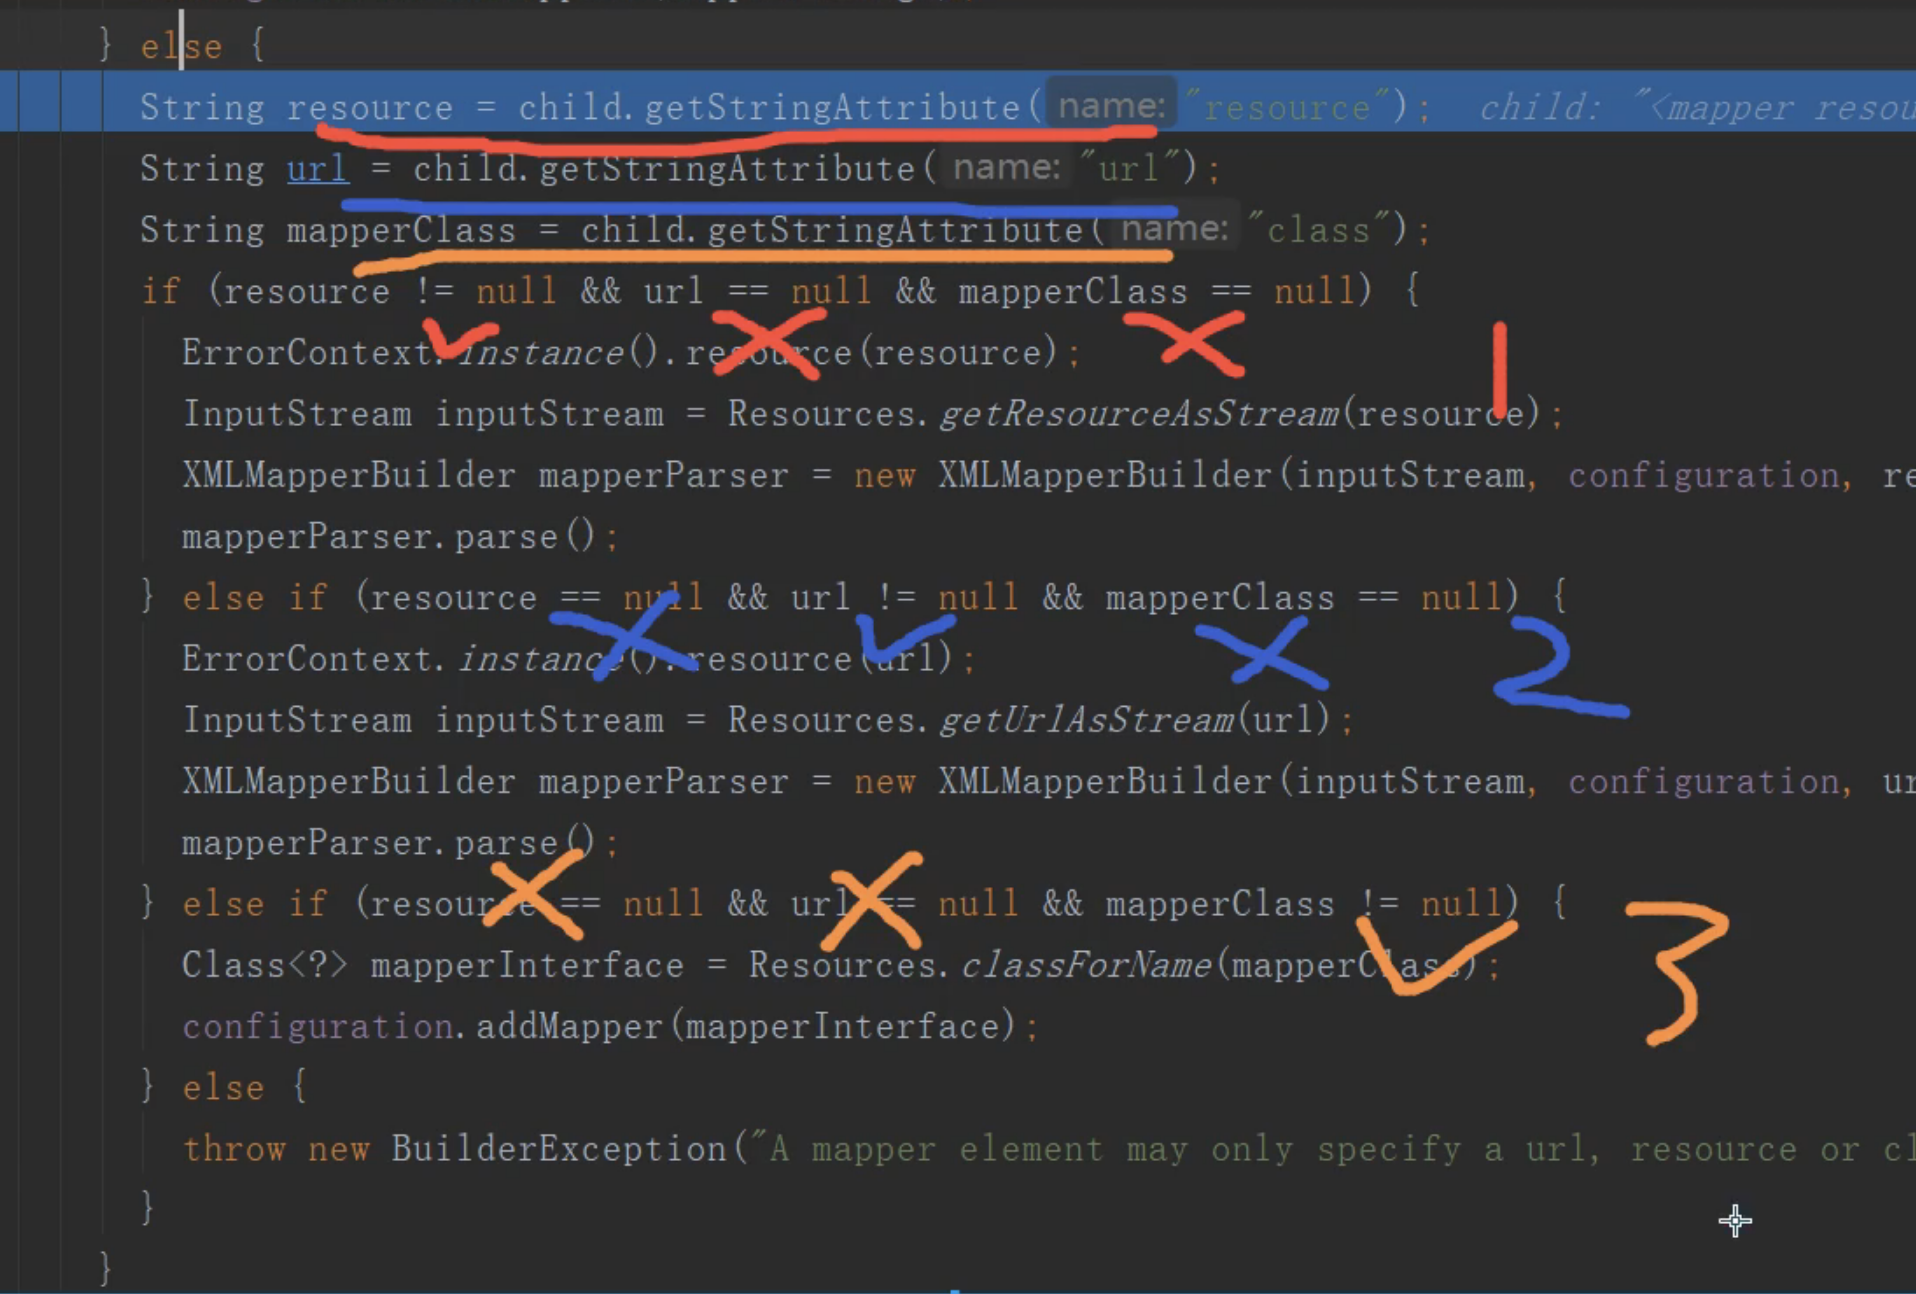 } else {
String resource = child.getStringAttribute( name: "resource"); child: "<mapper resou
String url = child.getStringAttribute( name: "url");
String mapperClass = child.getStringAttribute( name: "class");
if (resource != null && url == null && mapperClass == null) {
ErrorContext.instance().resource(resource); 1
InputStream inputStream = Resources.getResourceAsStream(resource);
XMLMapperBuilder mapperParser = new XMLMapperBuilder(inputStream, configuration, re
mapperParser.parse();
} else if (resource == null && url != null && mapperClass == null) {
ErrorContext.instance().resource(url); 2
InputStream inputStream = Resources.getUrlAsStream(url);
XMLMapperBuilder mapperParser = new XMLMapperBuilder(inputStream, configuration, ur
mapperParser.parse();
} else if (resource == null && url == null && mapperClass != null) {
Class<?> mapperInterface = Resources.classForName(mapperClass); 3
configuration.addMapper(mapperInterface);
} else {
throw new BuilderException("A mapper element may only specify a url, resource or cl
}
}